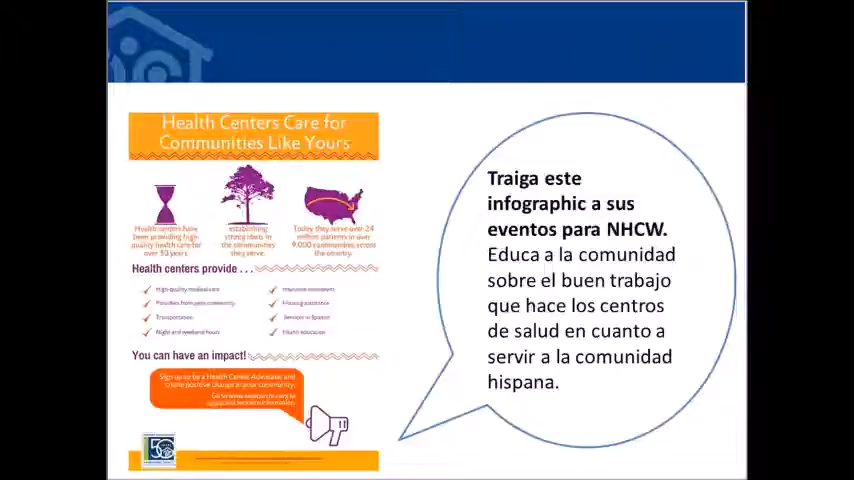 Health Centers Care for
Communities Like Yours
Health centers have
been providing high-
quality health care for
over 50 years.
establishing
strong roots in
the communities
they serve.
Today they serve over 24
million patients in over
9,000 communities across
the country.
Health centers provide . . .
High-quality medical care
Providers from your community
Transportation
Night and weekend hours
Insurance
Housing assistance
Services in Spanish
Health education
You can have an impact!
Sign up to be a Health Center Advocate and
create positive change in your community.
Traiga este
infographic a sus
eventos para NHCW.
Educa a la comunidad
sobre el buen trabajo
que hace los centros
de salud en cuanto a
servir a la comunidad
hispana.